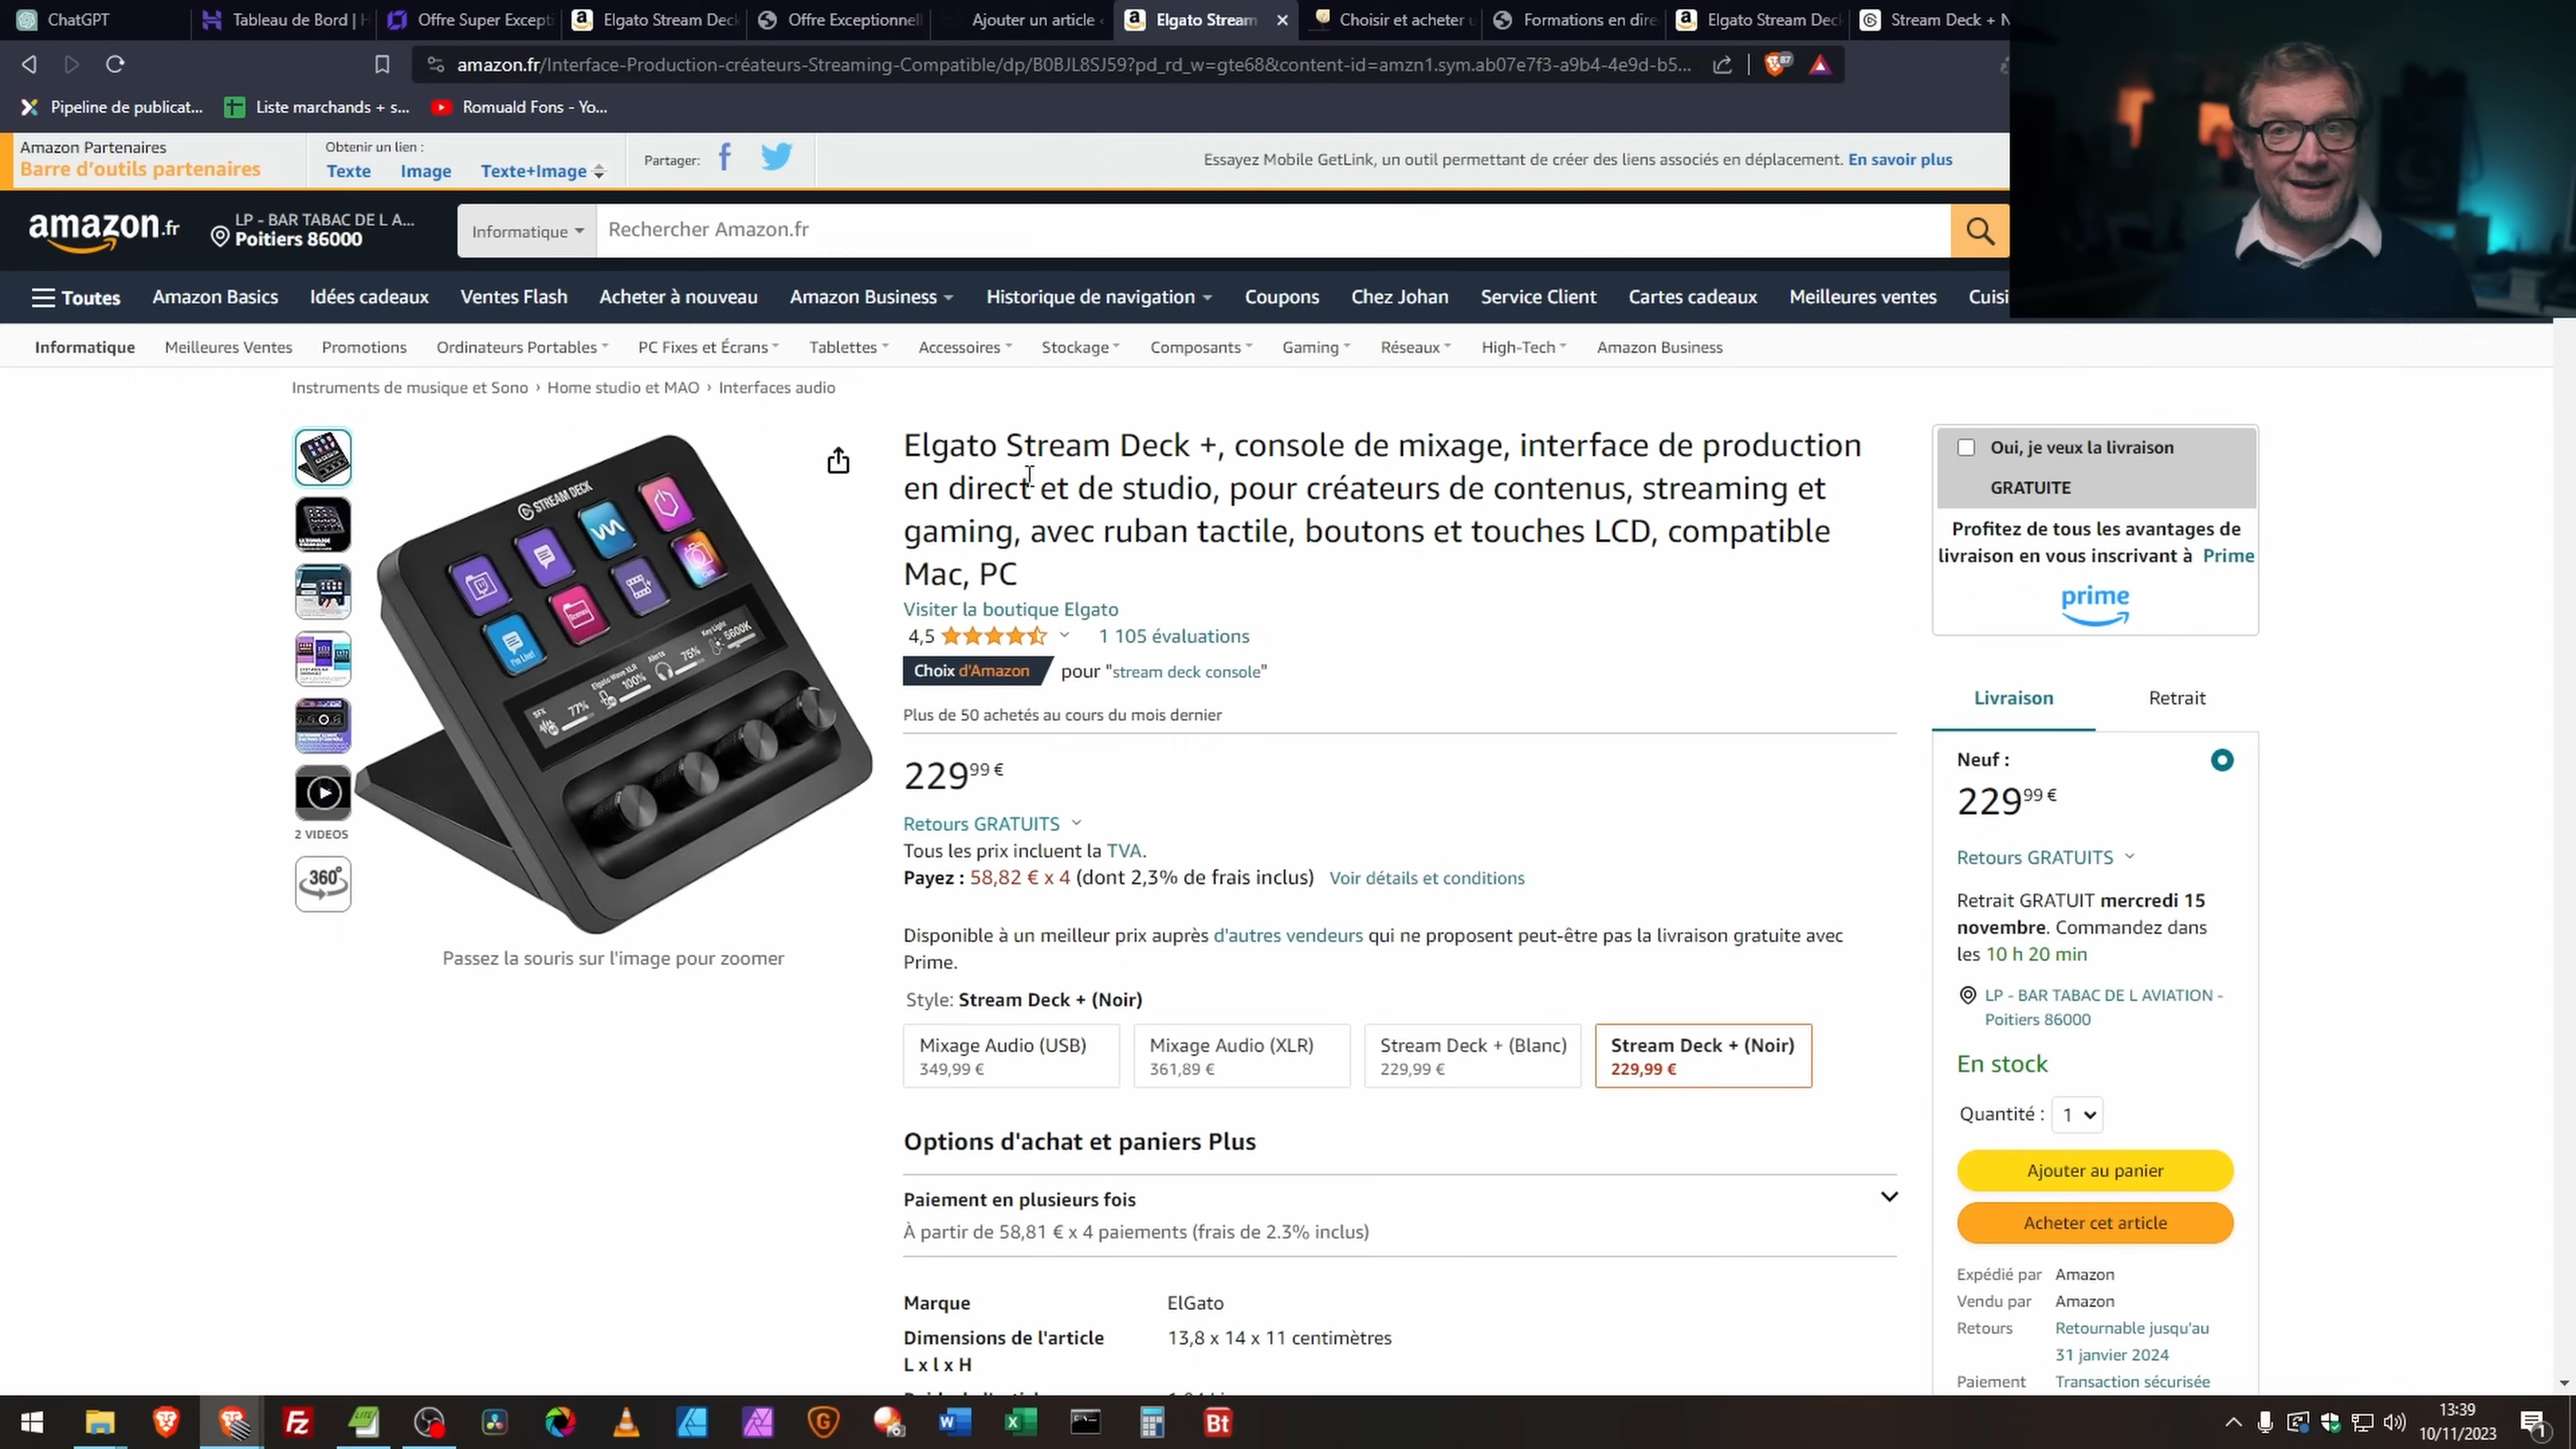 ChatGPT
Tableau de Bord |
Offre Super Excepti
Elgato Stream Deck
Offre Exceptionnell
Ajouter un article
Elgato Stream
Choisir et acheter u
Formations en dire
Elgato Stream Deck
Stream Deck + N
amazon.fr/Interface-Production-créateurs-Streaming-Compatible/dp/B0BJL8SJ59?pd_rd_w=gte68&content-id=amzn1.sym.ab07e7f3-a9b4-4e9d-b5...
87
Pipeline de publicat...
Liste marchands + s...
Romuald Fons - Yo...
Amazon Partenaires
Barre d'outils partenaires
Obtenir un lien :
Texte Image Texte+Image
Partager:
Essayez Mobile GetLink, un outil permettant de créer des liens associés en déplacement. En savoir plus
amazon.fr
LP - BAR TABAC DE L A...
Poitiers 86000
Informatique
Rechercher Amazon.fr
Toutes Amazon Basics Idées cadeaux Ventes Flash Acheter à nouveau Amazon Business Historique de navigation Coupons Chez Johan Service Client Cartes cadeaux Meilleures ventes Cuisi
Informatique Meilleures Ventes Promotions Ordinateurs Portables PC Fixes et Écrans Tablettes Accessoires Stockage Composants Gaming Réseaux High-Tech Amazon Business
Instruments de musique et Sono › Home studio et MAO › Interfaces audio
STREAM DECK
I'm Live!
Scenes
SFX
77%
Elgato Wave XLR
100%
Alerts
75%
Key Light
5600K
2 VIDEOS
360°
Passez la souris sur l'image pour zoomer
Elgato Stream Deck +, console de mixage, interface de production
en direct et de studio, pour créateurs de contenus, streaming et
gaming, avec ruban tactile, boutons et touches LCD, compatible
Mac, PC
Visiter la boutique Elgato
4,5
1 105 évaluations
Choix d'Amazon pour "stream deck console"
Plus de 50 achetés au cours du mois dernier
229 99 €
Retours GRATUITS
Tous les prix incluent la TVA.
Payez : 58,82 € x 4 (dont 2,3% de frais inclus) Voir détails et conditions
Disponible à un meilleur prix auprès d'autres vendeurs qui ne proposent peut-être pas la livraison gratuite avec
Prime.
Style: Stream Deck + (Noir)
Mixage Audio (USB)
349,99 €
Mixage Audio (XLR)
361,89 €
Stream Deck + (Blanc)
229,99 €
Stream Deck + (Noir)
229,99 €
Options d'achat et paniers Plus
Paiement en plusieurs fois
À partir de 58,81 € x 4 paiements (frais de 2.3% inclus)
Marque ElGato
Dimensions de l'article 13,8 x 14 x 11 centimètres
L x l x H
Oui, je veux la livraison
GRATUITE
Profitez de tous les avantages de
livraison en vous inscrivant à Prime
prime
Livraison Retrait
Neuf :
229 99 €
Retours GRATUITS
Retrait GRATUIT mercredi 15
novembre. Commandez dans
les 10 h 20 min
LP - BAR TABAC DE L AVIATION -
Poitiers 86000
En stock
Quantité : 1
Ajouter au panier
Acheter cet article
Expédié par Amazon
Vendu par Amazon
Retours Retournable jusqu'au
31 janvier 2024
Paiement Transaction sécurisée
Fz
LITE
G
W
X
Bt
13:39
10/11/2023
1